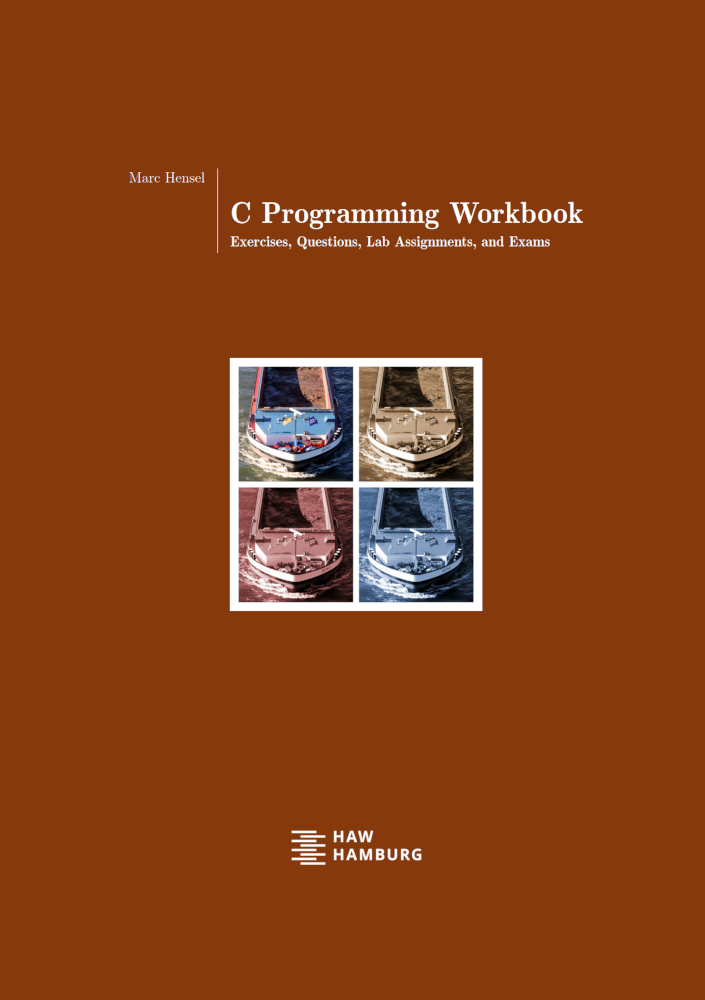 Marc Hensel
C Programming Workbook
Exercises, Questions, Lab Assignments, and Exams
HAW
HAMBURG